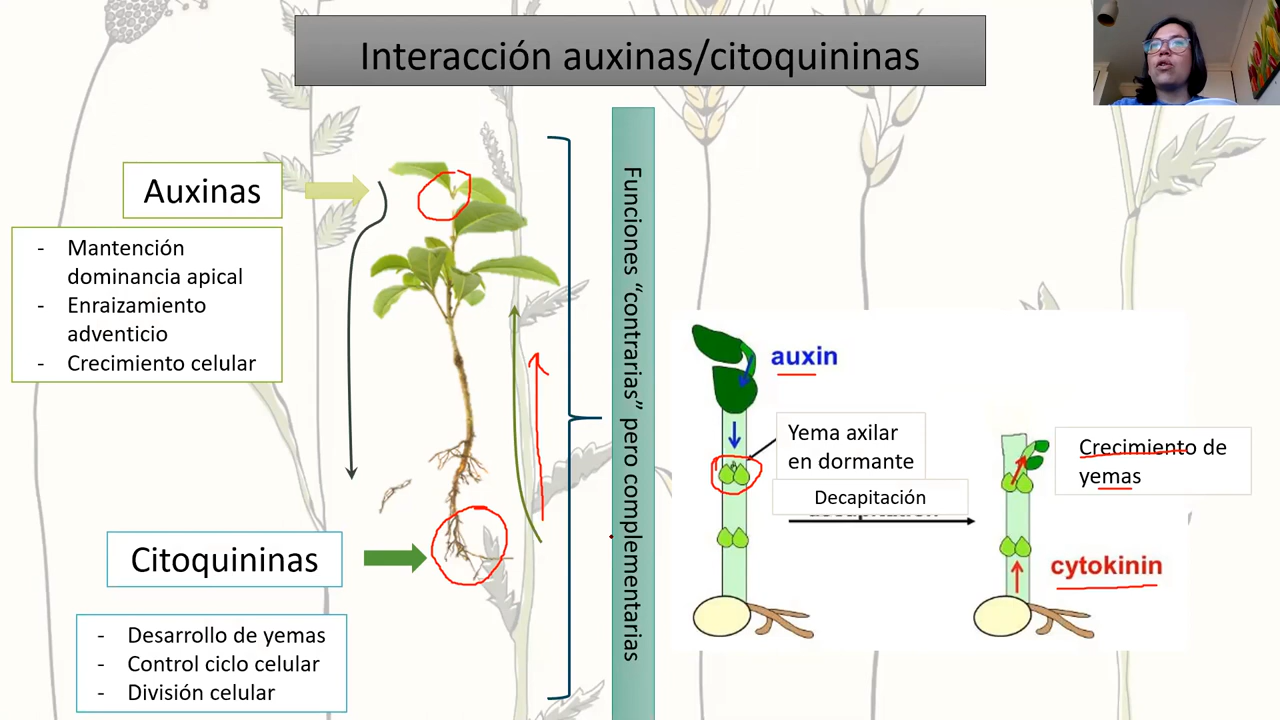 Interacción auxinas/citoquininas
Auxinas
- Mantención
dominancia apical
- Enraizamiento
adventicio
- Crecimiento celular
Citoquininas
- Desarrollo de yemas
- Control ciclo celular
- División celular
Funciones “contrarias” pero complementarias
auxin
Yema axilar
en dormante
Decapitación
Crecimiento de
yemas
cytokinin